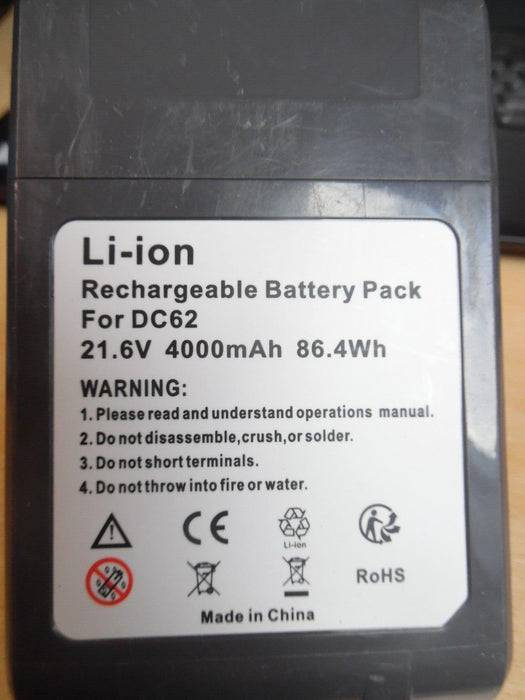 Li-ion
Rechargeable Battery Pack
For DC62
21.6V 4000mAh 86.4Wh
WARNING:
1. Please read and understand operations manual.
2. Do not disassemble,crush,or solder.
3. Do not short terminals.
4. Do not throw into fire or water.
CE
Li-ion
RoHS
Made in China